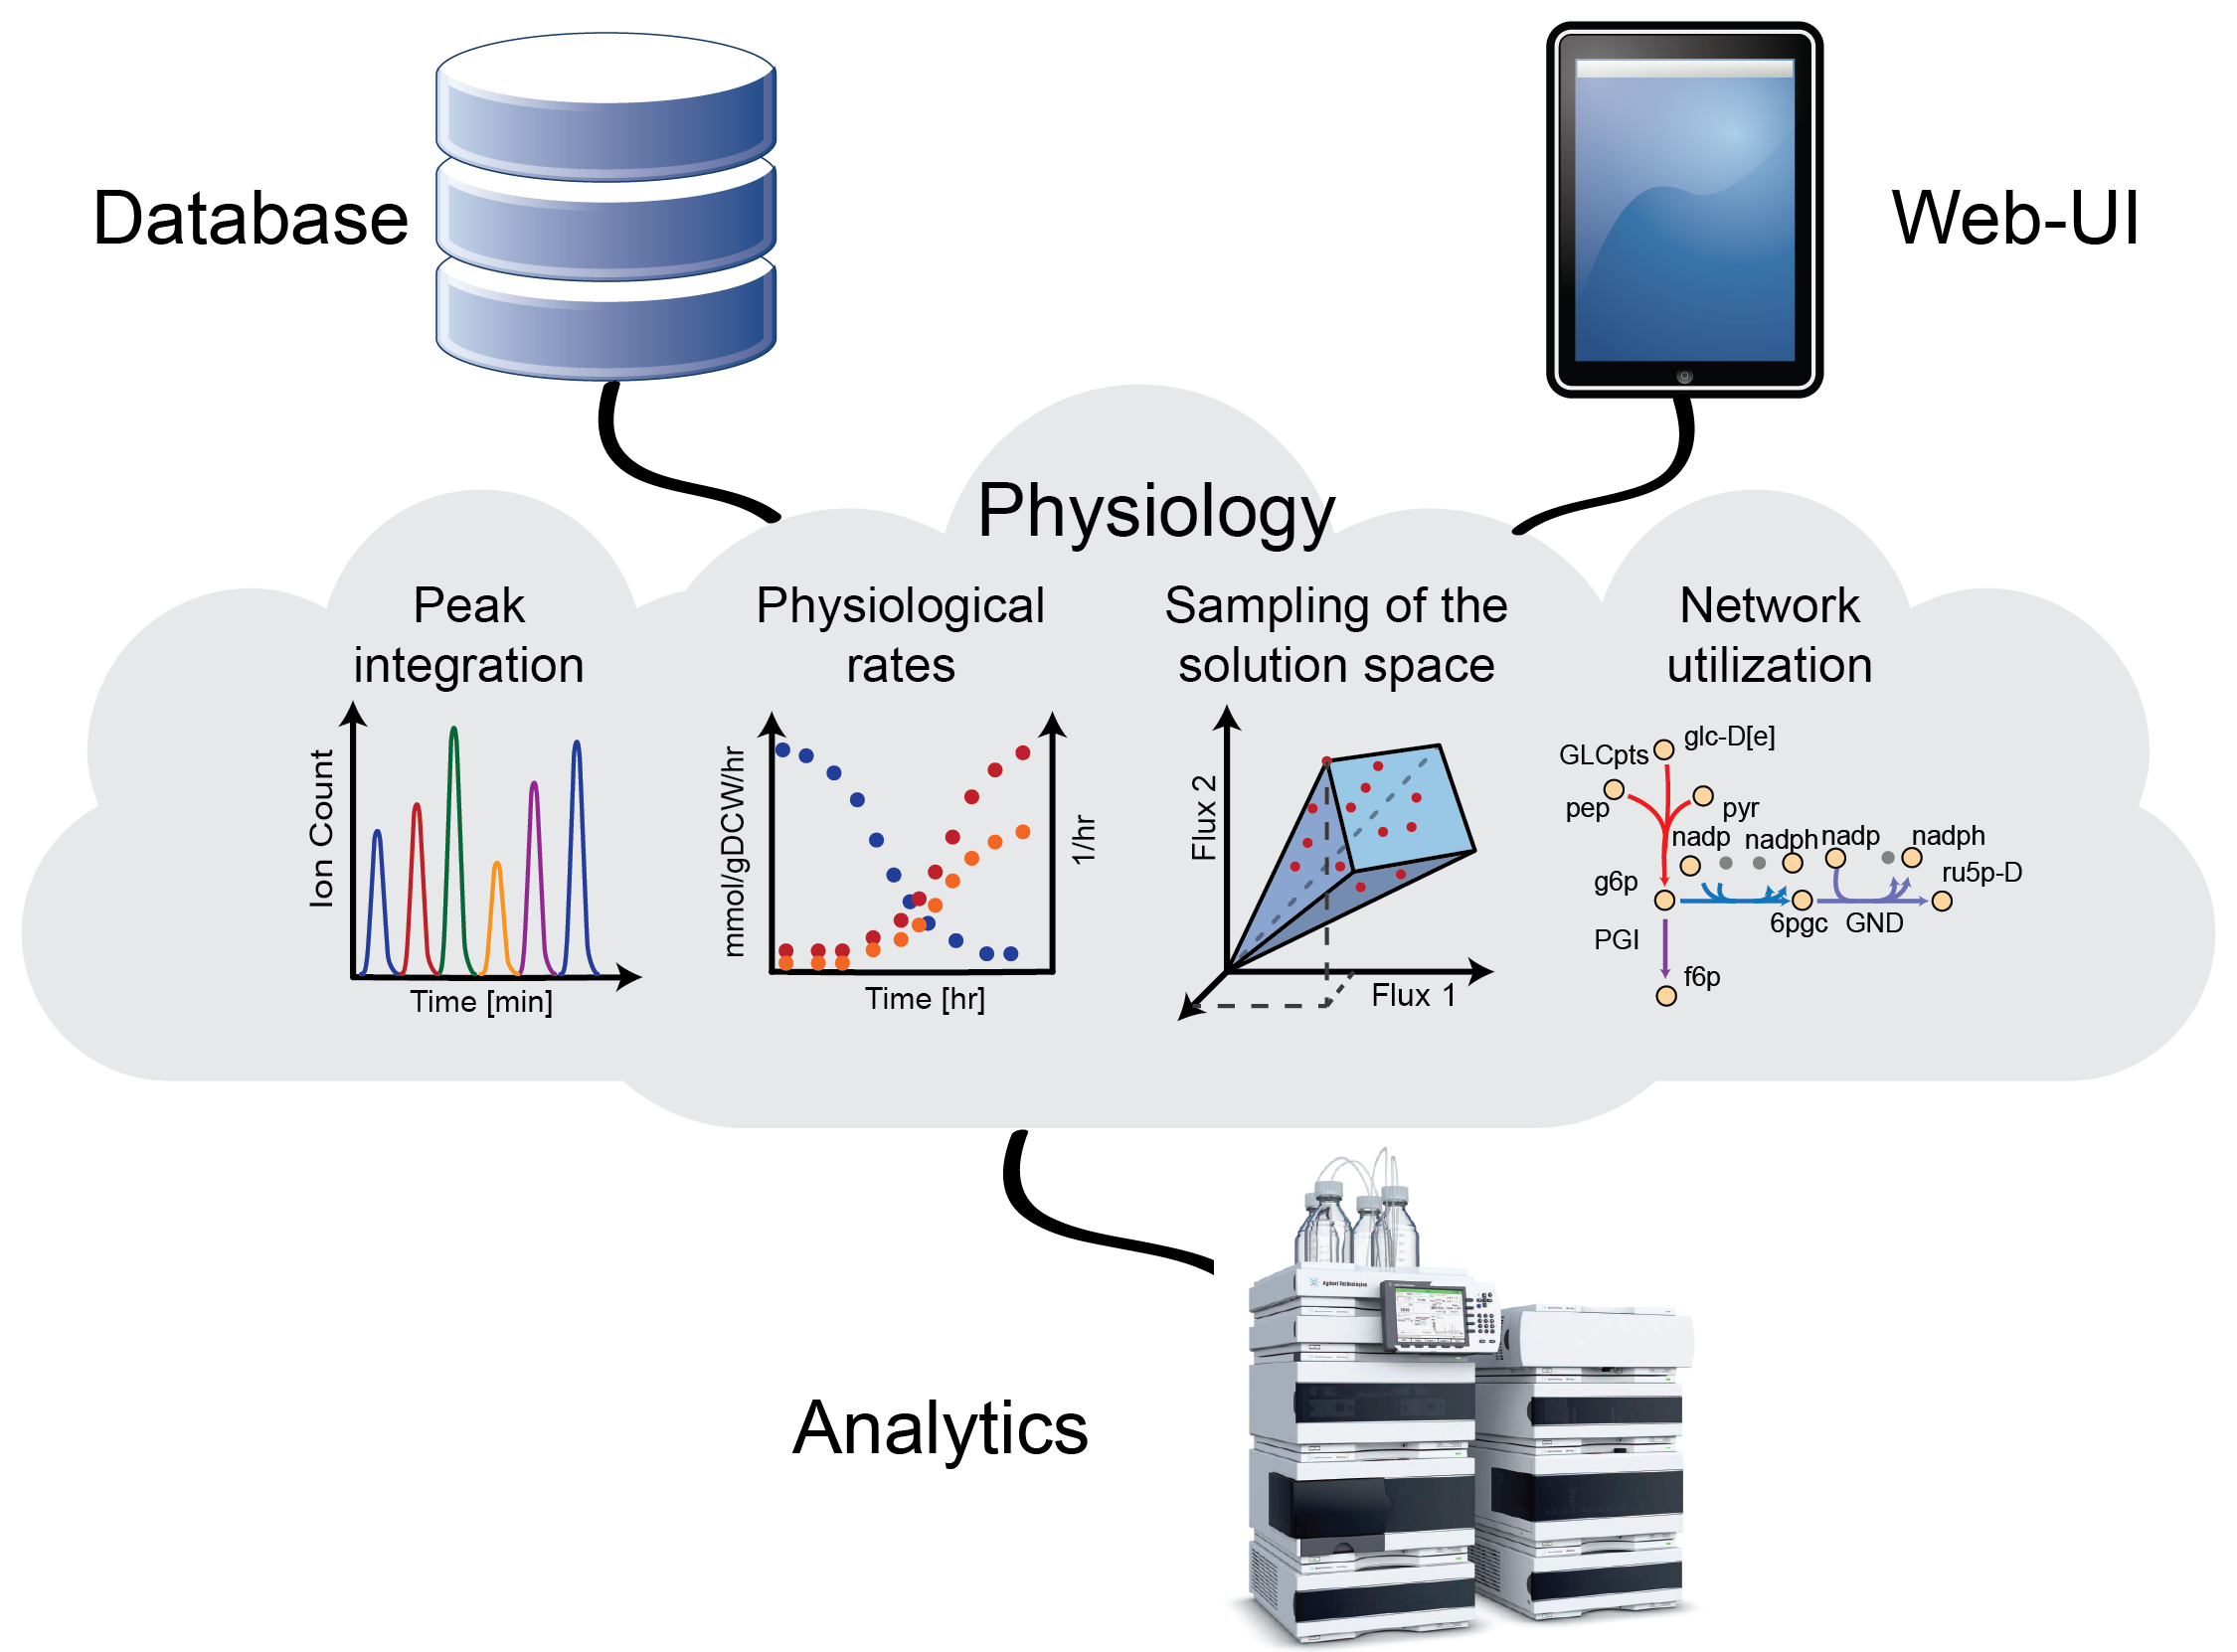 Database
Web-UI
Physiology
Peak
integration
Physiological
rates
Sampling of the
solution space
Network
utilization
Ion Count
Time [min]
mmol/gDCW/hr
1/hr
Time [hr]
Flux 2
Flux 1
glc-D[e]
GLCpts
pep
pyr
nadp
nadph
nadp
nadph
g6p
ru5p-D
6pgc
GND
PGI
f6p
Analytics
Agilent Technologies